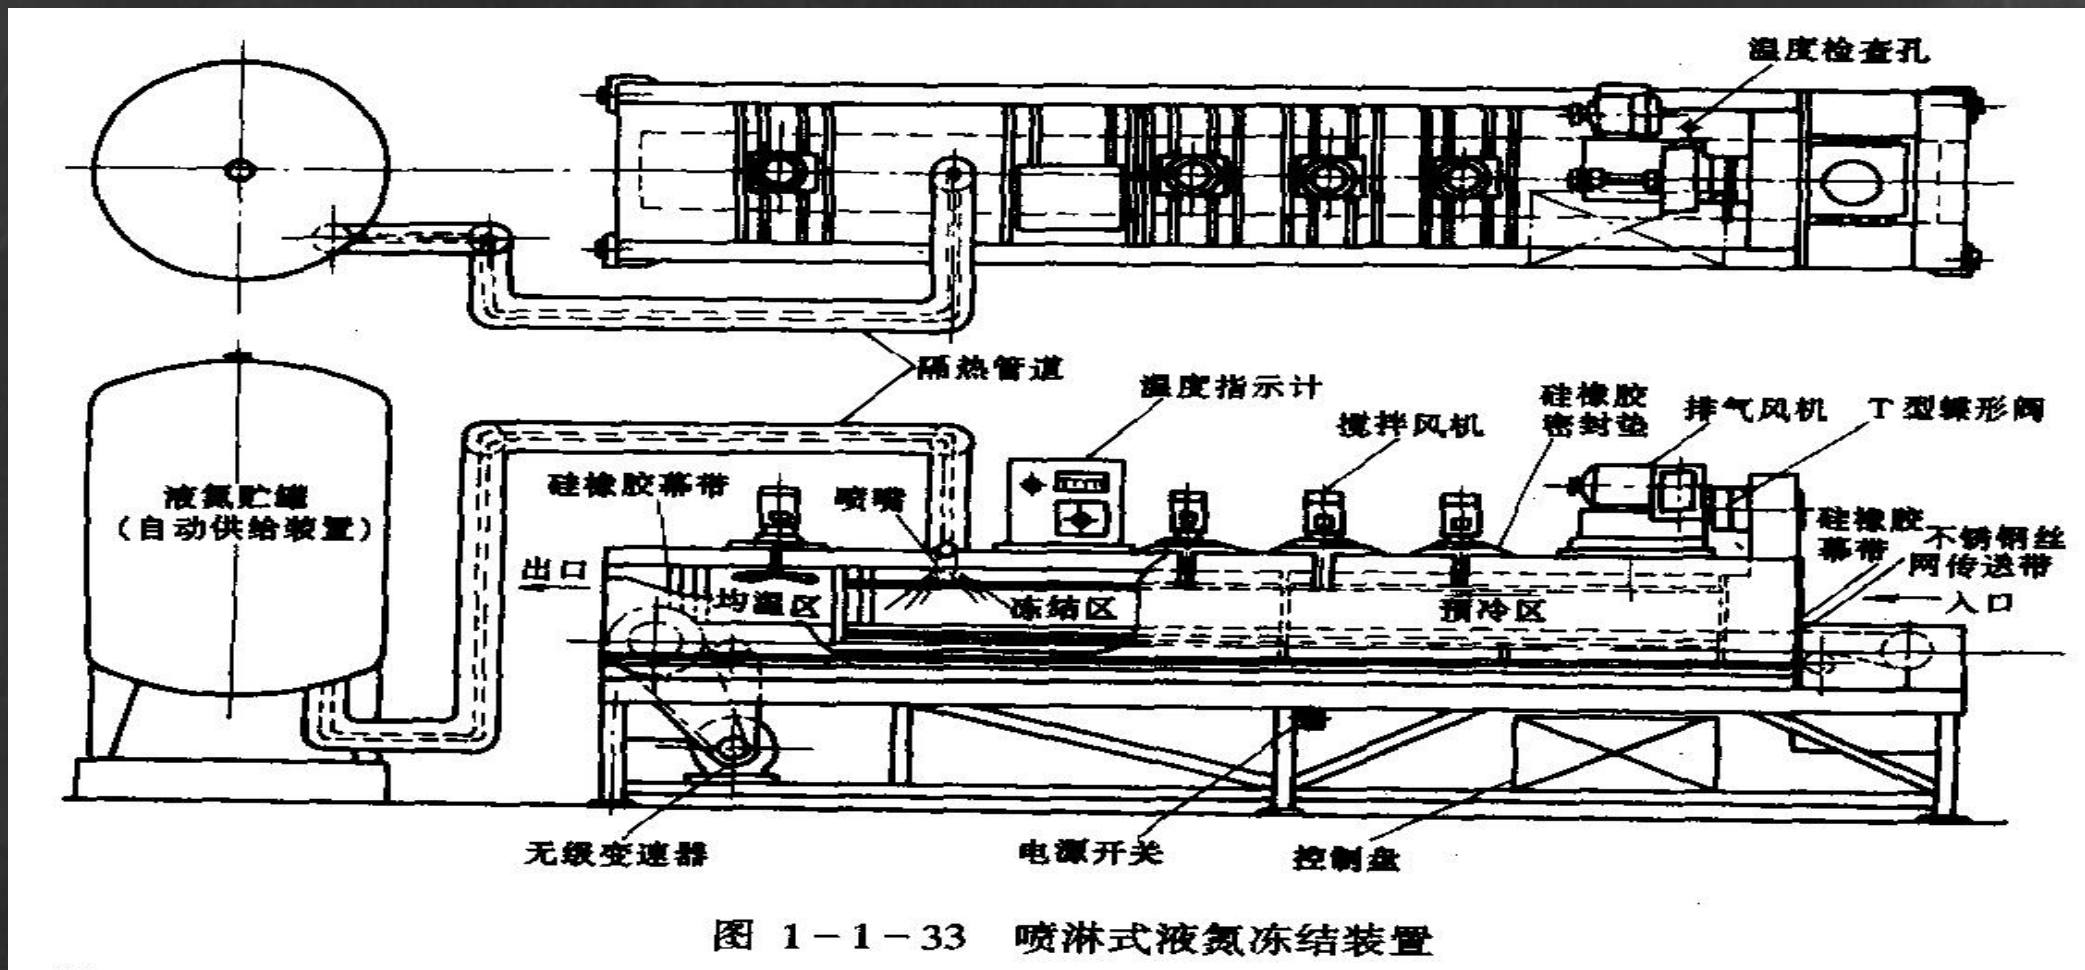 温度检查孔
隔热管道
温度指示计
搅拌风机
硅橡胶
密封垫
排气风机
T型蝶形阀
液氮贮罐
(自动供给装置)
硅橡胶幕带
喷嘴
硅橡胶
幕带
不锈钢丝
网传送带
出口
均温区
冻结区
预冷区
入口
无级变速器
电源开关
控制盘
图 1-1-33 喷淋式液氮冻结装置